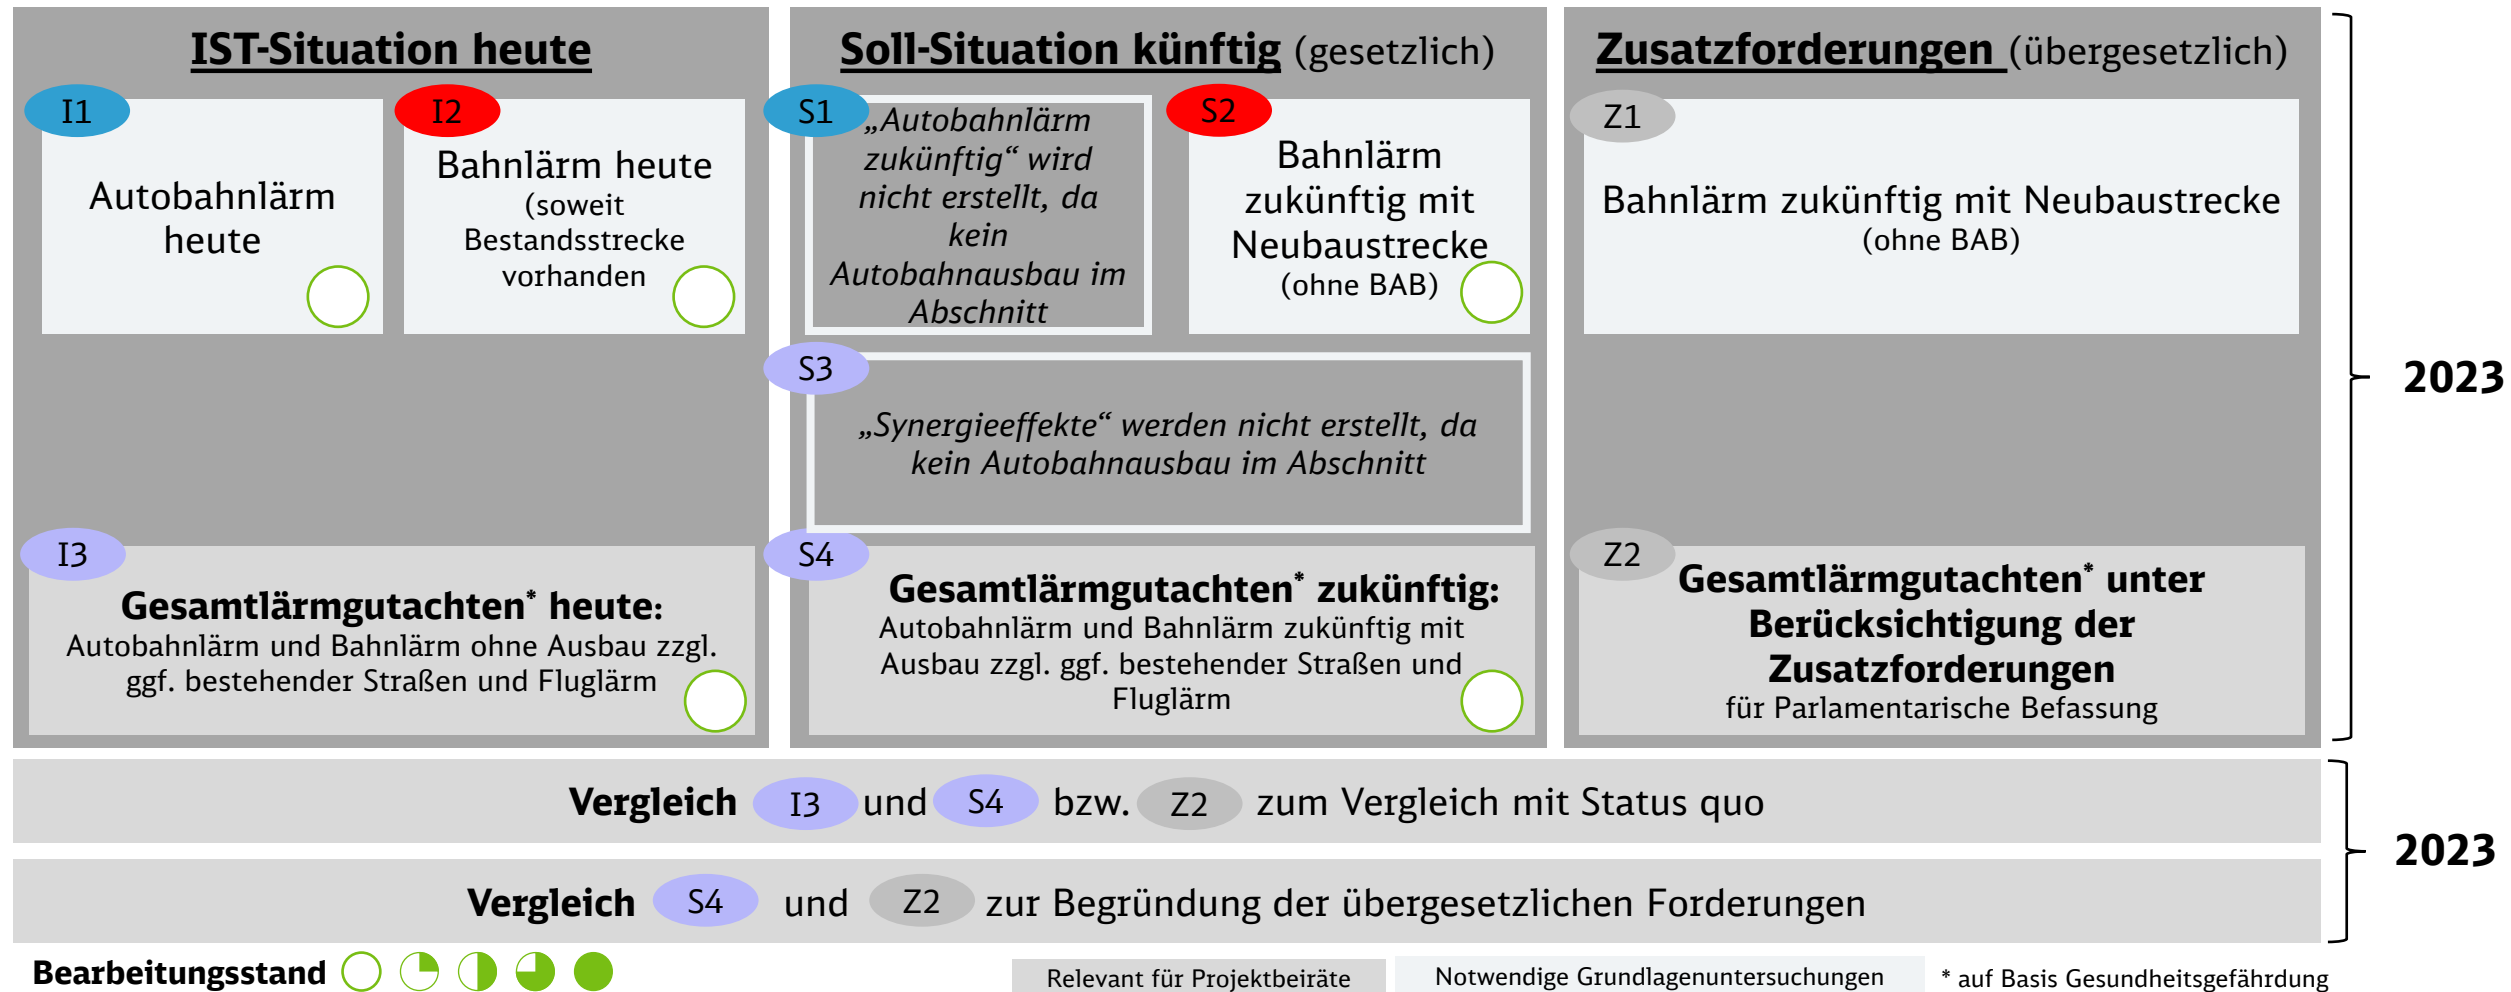 IST-Situation heute
I1
Autobahnlärm
heute
I2
Bahnlärm heute
(soweit
Bestandsstrecke
vorhanden
I3
Gesamtlärmgutachten* heute:
Autobahnlärm und Bahnlärm ohne Ausbau zzgl.
ggf. bestehender Straßen und Fluglärm
Soll-Situation künftig (gesetzlich)
S1
„Autobahnlärm
zukünftig“ wird
nicht erstellt, da
kein
Autobahnausbau im
Abschnitt
S2
Bahnlärm
zukünftig mit
Neubaustrecke
(ohne BAB)
S3
„Synergieeffekte“ werden nicht erstellt, da
kein Autobahnausbau im Abschnitt
S4
Gesamtlärmgutachten* zukünftig:
Autobahnlärm und Bahnlärm zukünftig mit
Ausbau zzgl. ggf. bestehender Straßen und
Fluglärm
Zusatzforderungen (übergesetzlich)
Z1
Bahnlärm zukünftig mit Neubaustrecke
(ohne BAB)
Z2
Gesamtlärmgutachten* unter
Berücksichtigung der
Zusatzforderungen
für Parlamentarische Befassung
2023
Vergleich I3 und S4 bzw. Z2 zum Vergleich mit Status quo
Vergleich S4 und Z2 zur Begründung der übergesetzlichen Forderungen
2023
Bearbeitungsstand
Relevant für Projektbeiräte
Notwendige Grundlagenuntersuchungen
* auf Basis Gesundheitsgefährdung